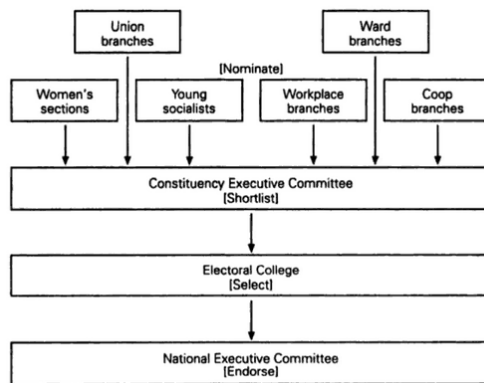 Union
branches
Ward
branches
[Nominate]
Women's
sections
Young
socialists
Workplace
branches
Coop
branches
Constituency Executive Committee
[Shortlist]
Electoral College
[Select]
National Executive Committee
[Endorse]